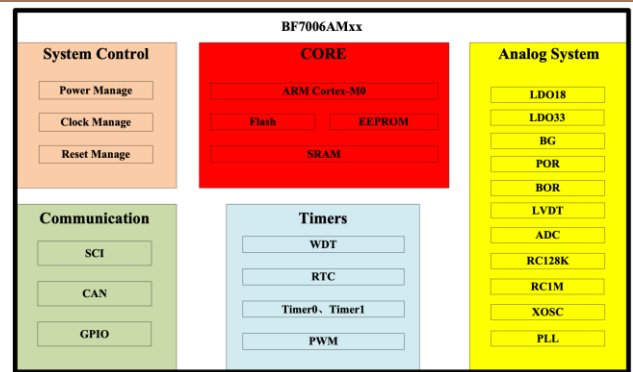 BF7006AMxx
System Control
Power Manage
Clock Manage
Reset Manage
CORE
ARM Cortex-M0
Flash
EEPROM
SRAM
Analog System
LDO18
LDO33
BG
POR
BOR
LVDT
ADC
RC128K
RC1M
XOSC
PLL
Communication
SCI
CAN
GPIO
Timers
WDT
RTC
Timer0、Timer1
PWM